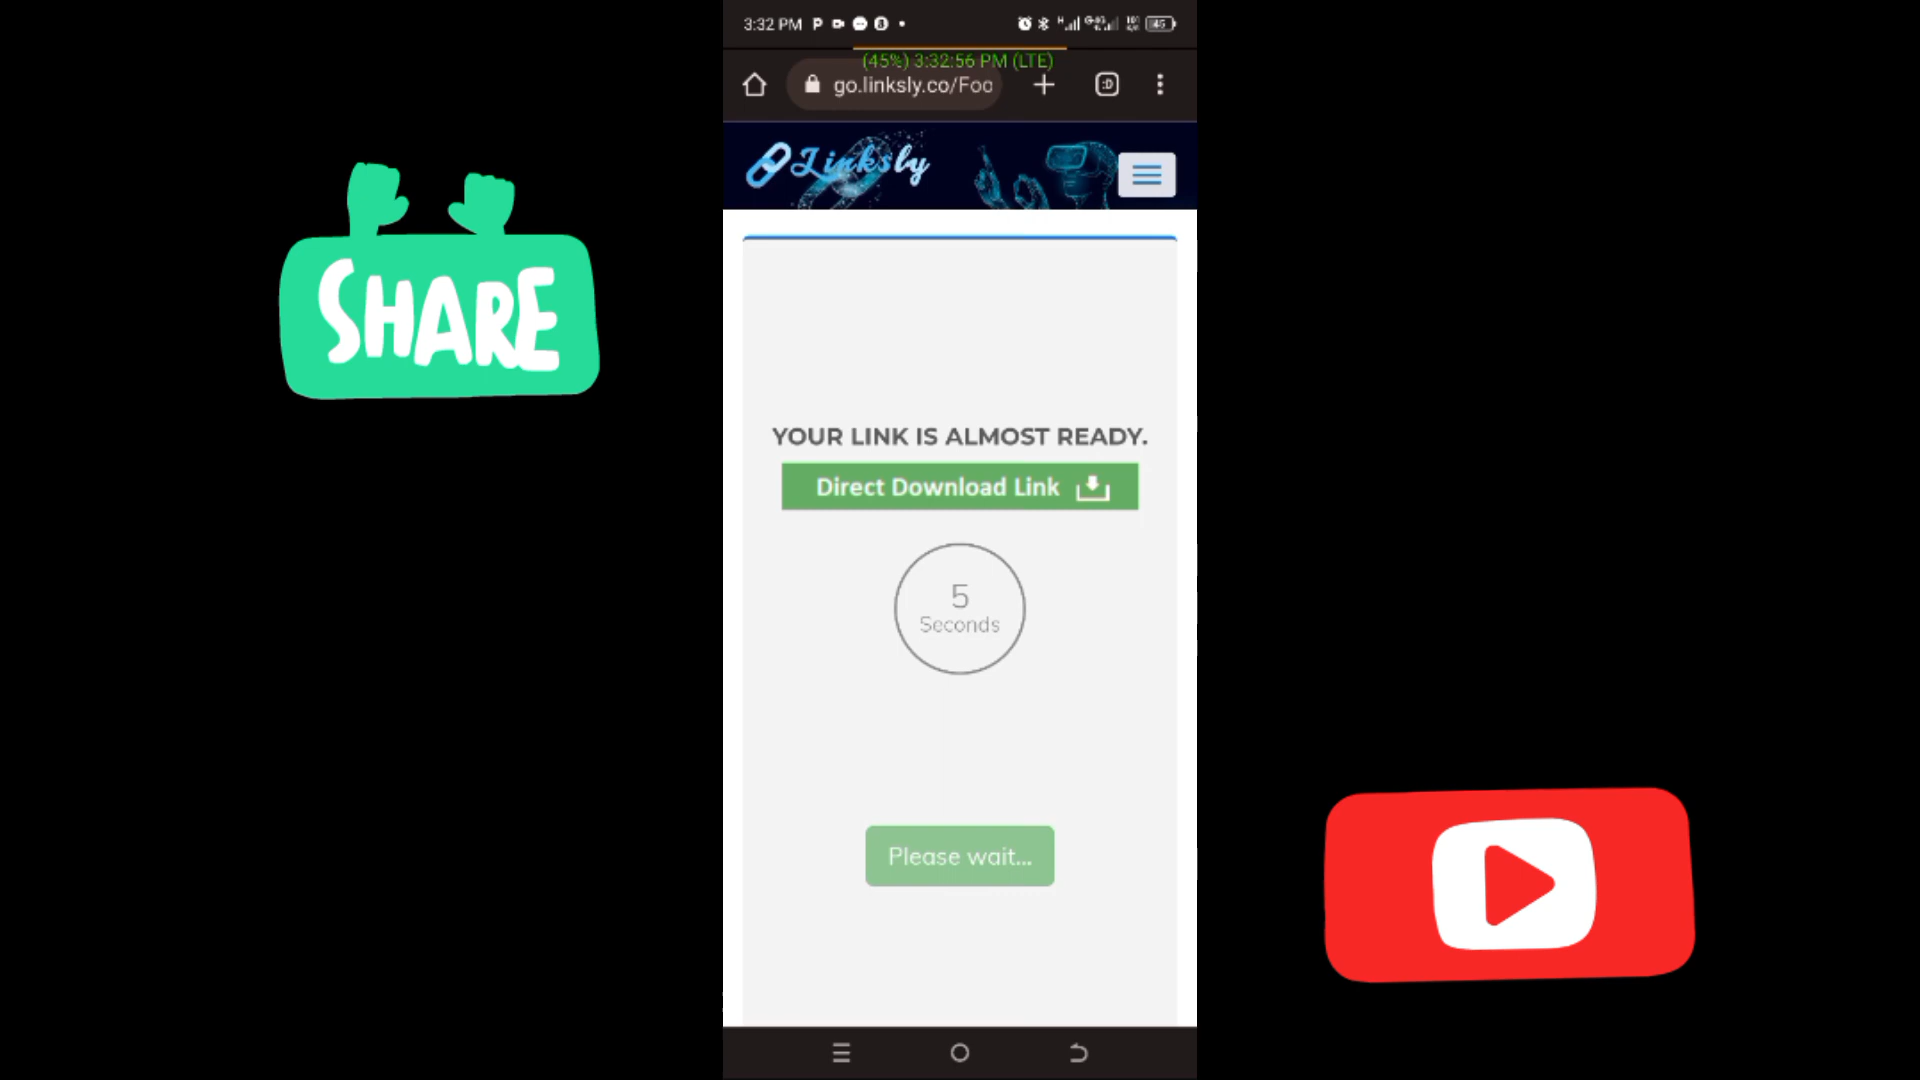 3:32 PM
(45%) 3:32:56 PM (LTE)
go.linksly.co/Foo
:D
Linksly
SHARE
YOUR LINK IS ALMOST READY.
Direct Download Link
5
Seconds
Please wait...